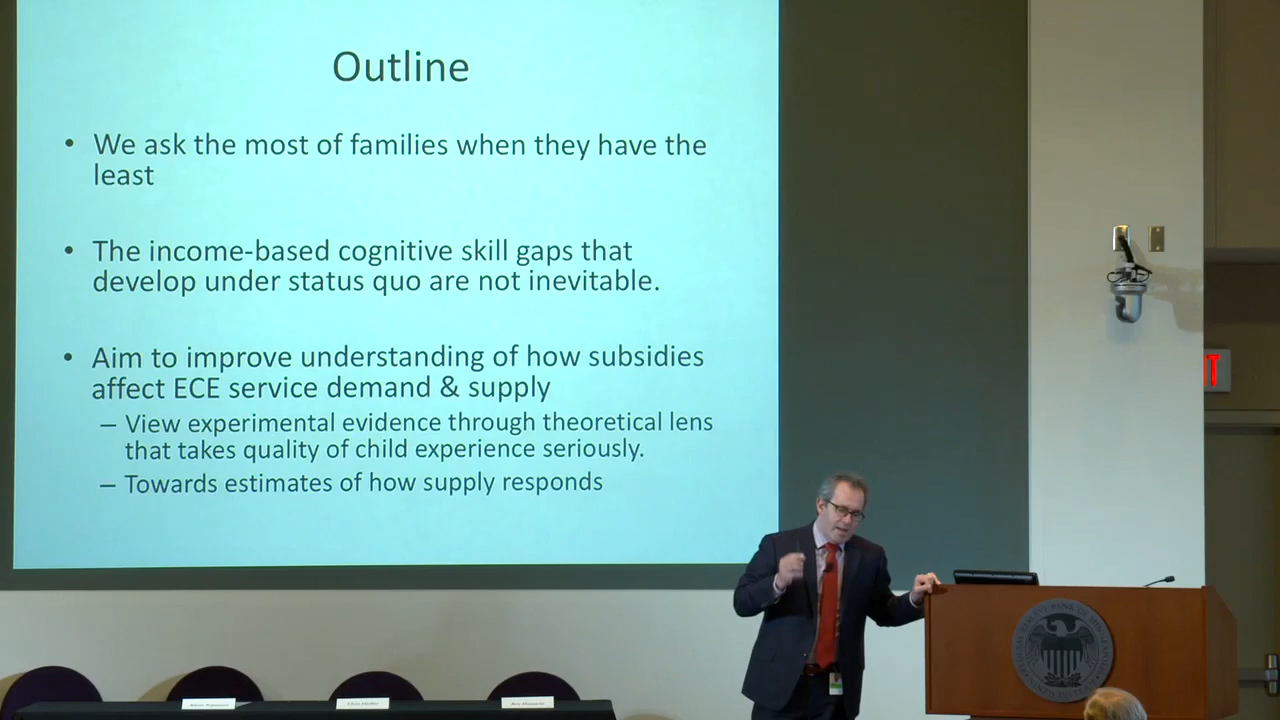 Outline
• We ask the most of families when they have the
least
• The income-based cognitive skill gaps that
develop under status quo are not inevitable.
• Aim to improve understanding of how subsidies
affect ECE service demand & supply
– View experimental evidence through theoretical lens
that takes quality of child experience seriously.
– Towards estimates of how supply responds
IT